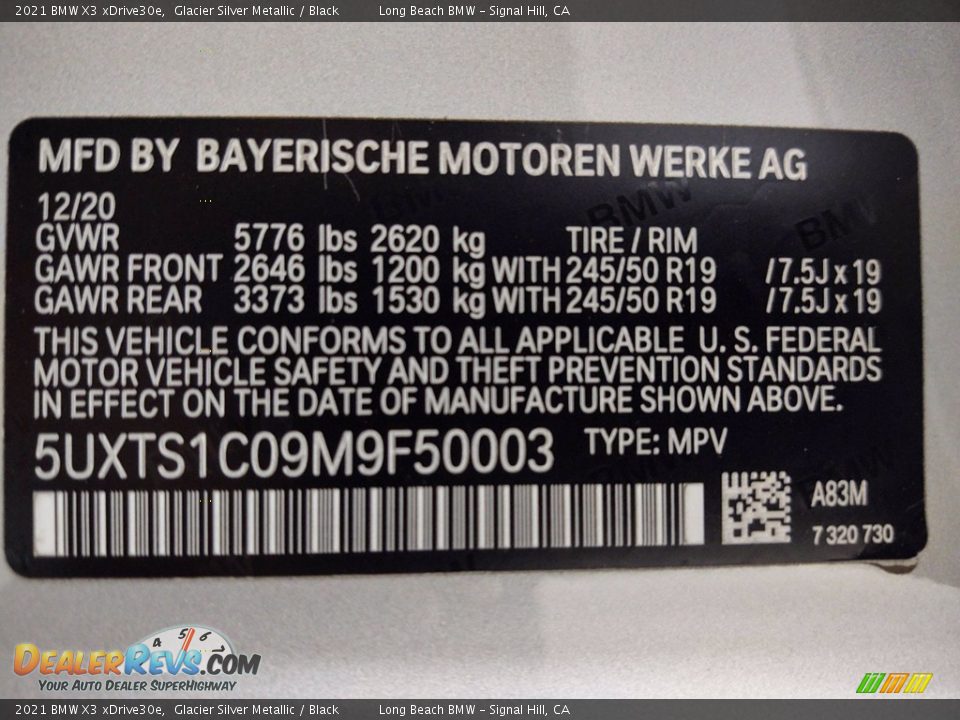 2021 BMW X3 xDrive30e, Glacier Silver Metallic / Black Long Beach BMW - Signal Hill, CA
MFD BY BAYERISCHE MOTOREN WERKE AG
12/20
GVWR 5776 lbs 2620 kg TIRE / RIM
GAWR FRONT 2646 lbs 1200 kg WITH 245/50 R19 / 7.5J x 19
GAWR REAR 3373 lbs 1530 kg WITH 245/50 R19 / 7.5J x 19
THIS VEHICLE CONFORMS TO ALL APPLICABLE U. S. FEDERAL
MOTOR VEHICLE SAFETY AND THEFT PREVENTION STANDARDS
IN EFFECT ON THE DATE OF MANUFACTURE SHOWN ABOVE.
5UXTS1C09M9F50003 TYPE: MPV
A83M
7 320 730
4 5 6 7
DEALERREVS.COM
YOUR AUTO DEALER SUPERHIGHWAY
2021 BMW X3 xDrive30e, Glacier Silver Metallic / Black Long Beach BMW - Signal Hill, CA